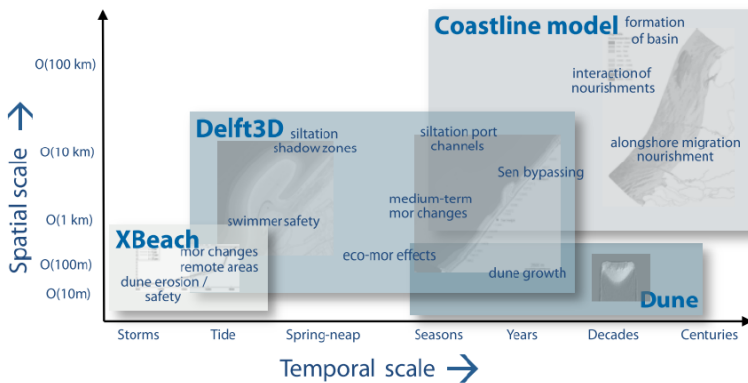 Coastline model
formation
of basin
O(100 km)
interaction of
nourishments
Delft3D
siltation
shadow zones
siltation port
channels
alongshore migration
nourishment
O(10 km)
Sen bypassing
medium-term
mor changes
swimmer safety
O(1 km)
XBeach
mor changes
remote areas
eco-mor effects
O(100m)
dune erosion /
safety
dune growth
O(10m)
Dune
Spatial scale →
Storms Tide Spring-neap Seasons Years Decades Centuries
Temporal scale →